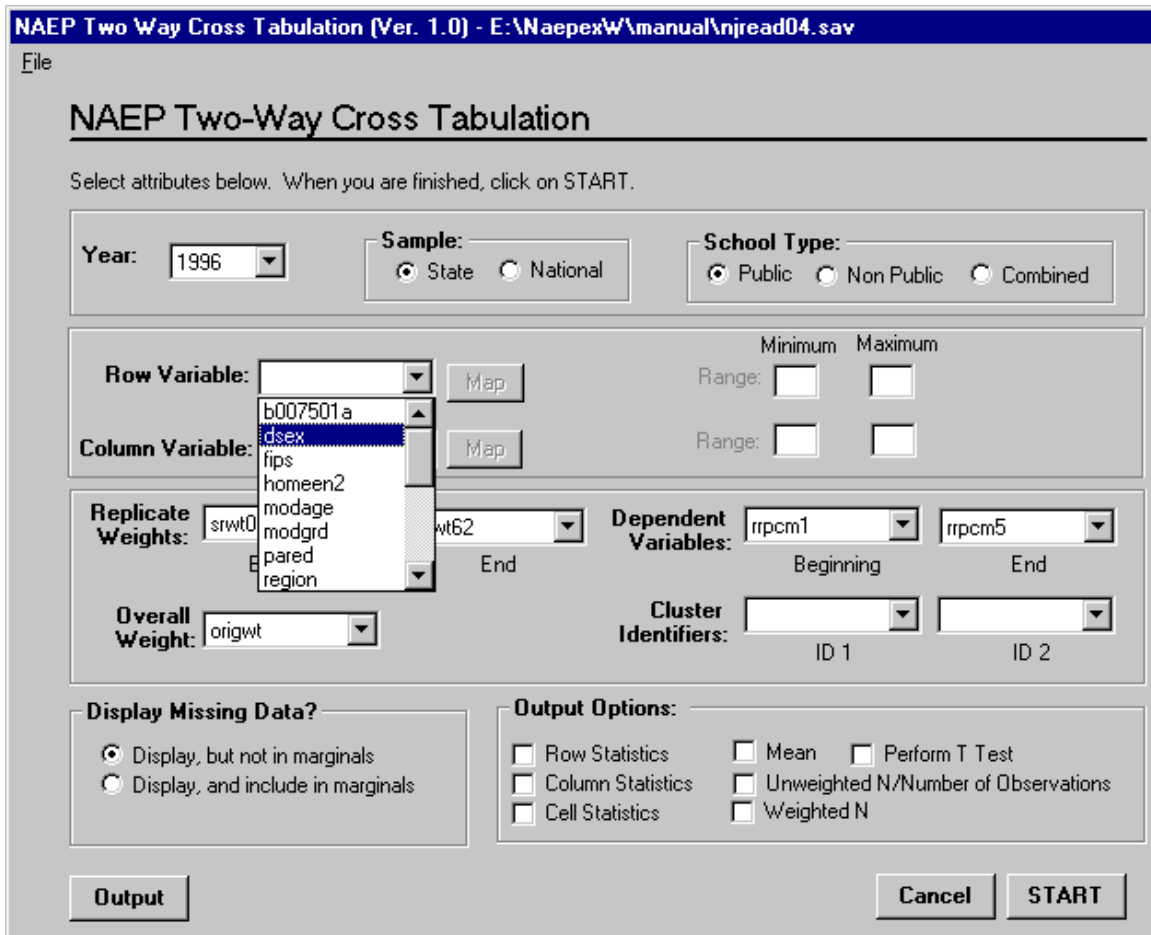 NAEP Two Way Cross Tabulation (Ver. 1.0) - E:\NaepexW\manual\njread04.sav
File
NAEP Two-Way Cross Tabulation
Select attributes below. When you are finished, click on START.
Year: 1996
Sample:
State National
School Type:
Public Non Public Combined
Minimum Maximum
Row Variable: Map Range:
b007501a
dsex
fips
homeen2
modage
modgrd
pared
region
Column Variable: Map Range:
Replicate Weights: srwt0 wt62
End
Dependent Variables: rrpcm1 rrpcm5
Beginning End
Overall Weight: origwt
Cluster Identifiers:
ID 1 ID 2
Display Missing Data?
Display, but not in marginals
Display, and include in marginals
Output Options:
Row Statistics Mean Perform T Test
Column Statistics Unweighted N/Number of Observations
Cell Statistics Weighted N
Output Cancel START